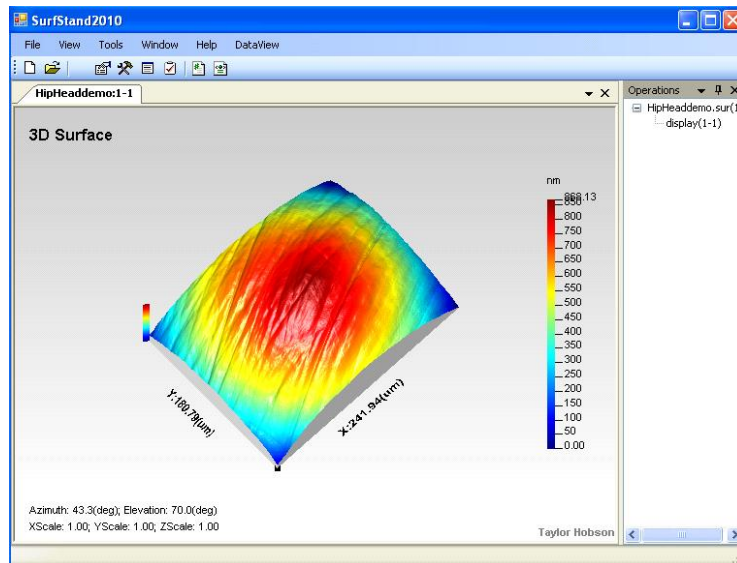 SurfStand2010
File View Tools Window Help DataView
HipHeaddemo:1-1
Operations
HipHeaddemo.sur(1
display(1-1)
3D Surface
nm
868.13
850
800
750
700
650
600
550
500
450
400
350
300
250
200
150
100
50
0.00
Y:180.79(um)
X:241.94(um)
Azimuth: 43.3(deg); Elevation: 70.0(deg)
XScale: 1.00; YScale: 1.00; ZScale: 1.00
Taylor Hobson